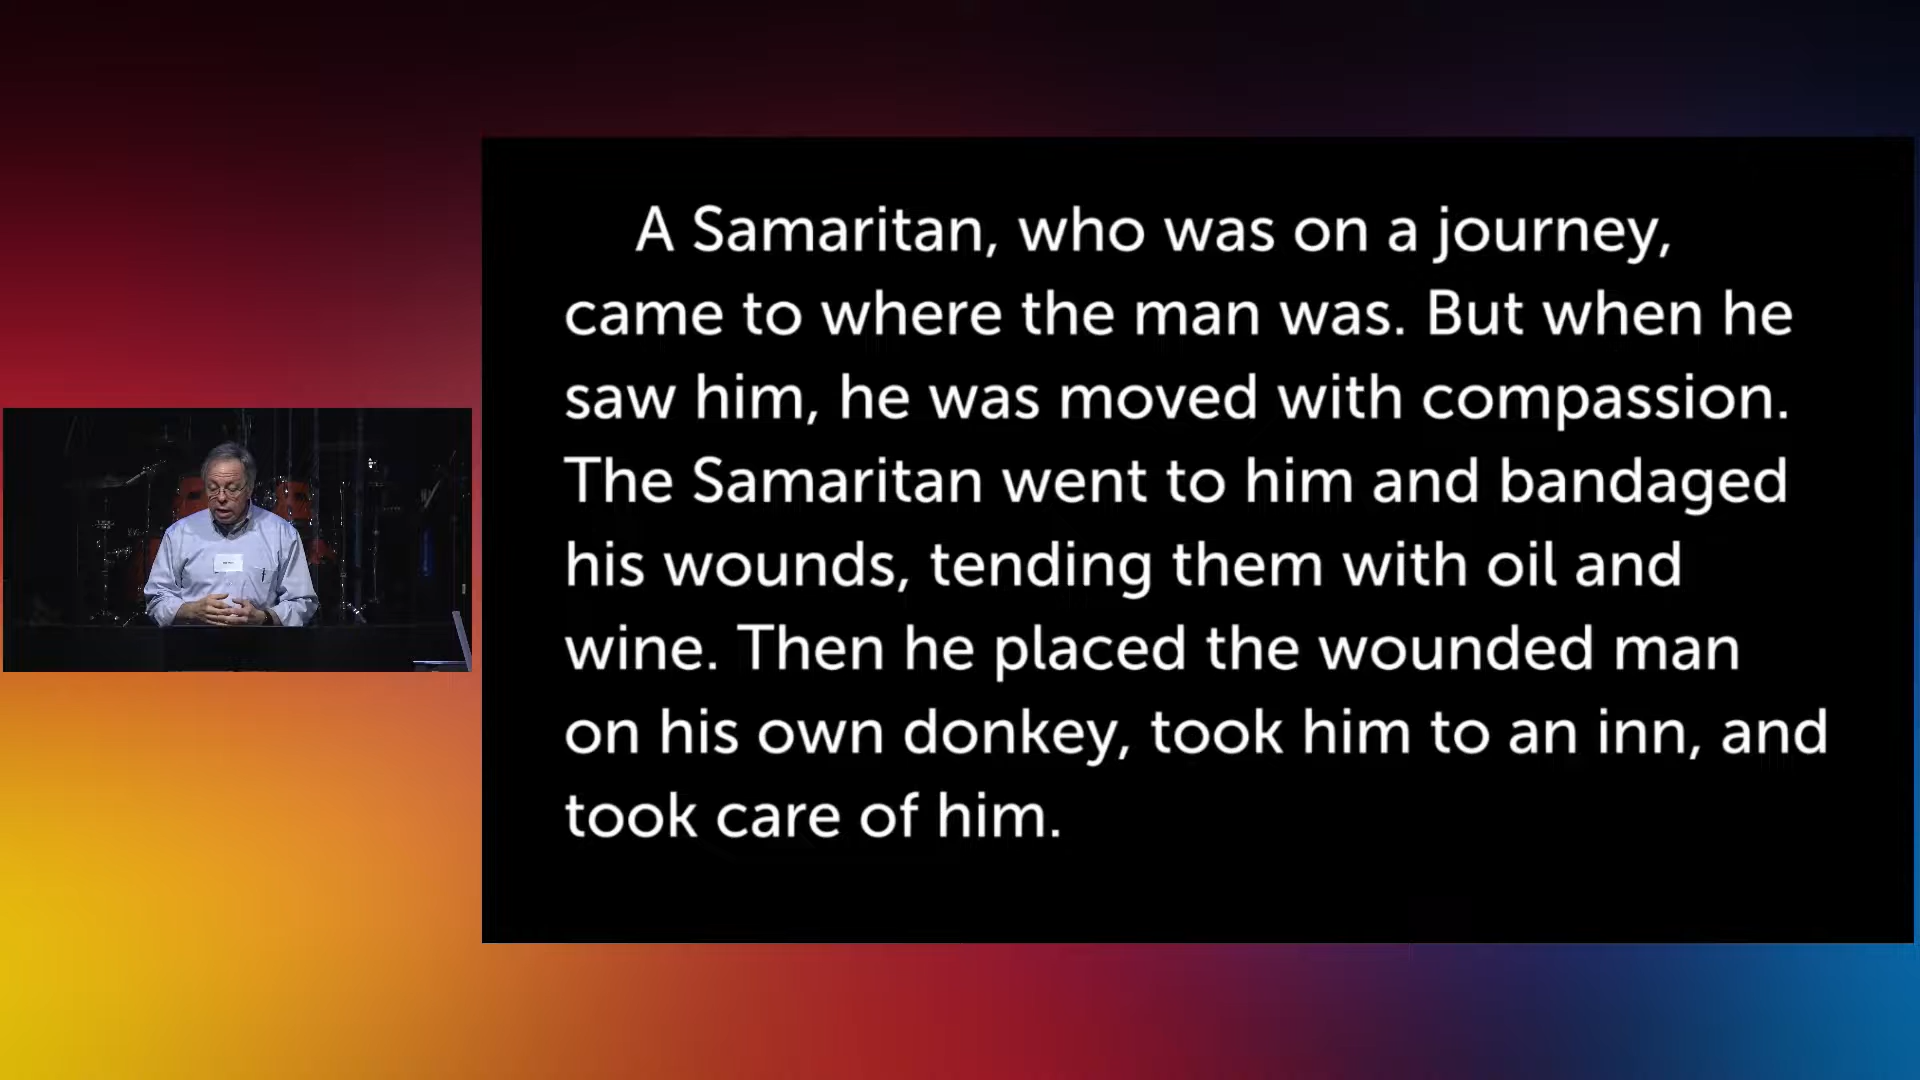 A Samaritan, who was on a journey,
came to where the man was. But when he
saw him, he was moved with compassion.
The Samaritan went to him and bandaged
his wounds, tending them with oil and
wine. Then he placed the wounded man
on his own donkey, took him to an inn, and
took care of him.